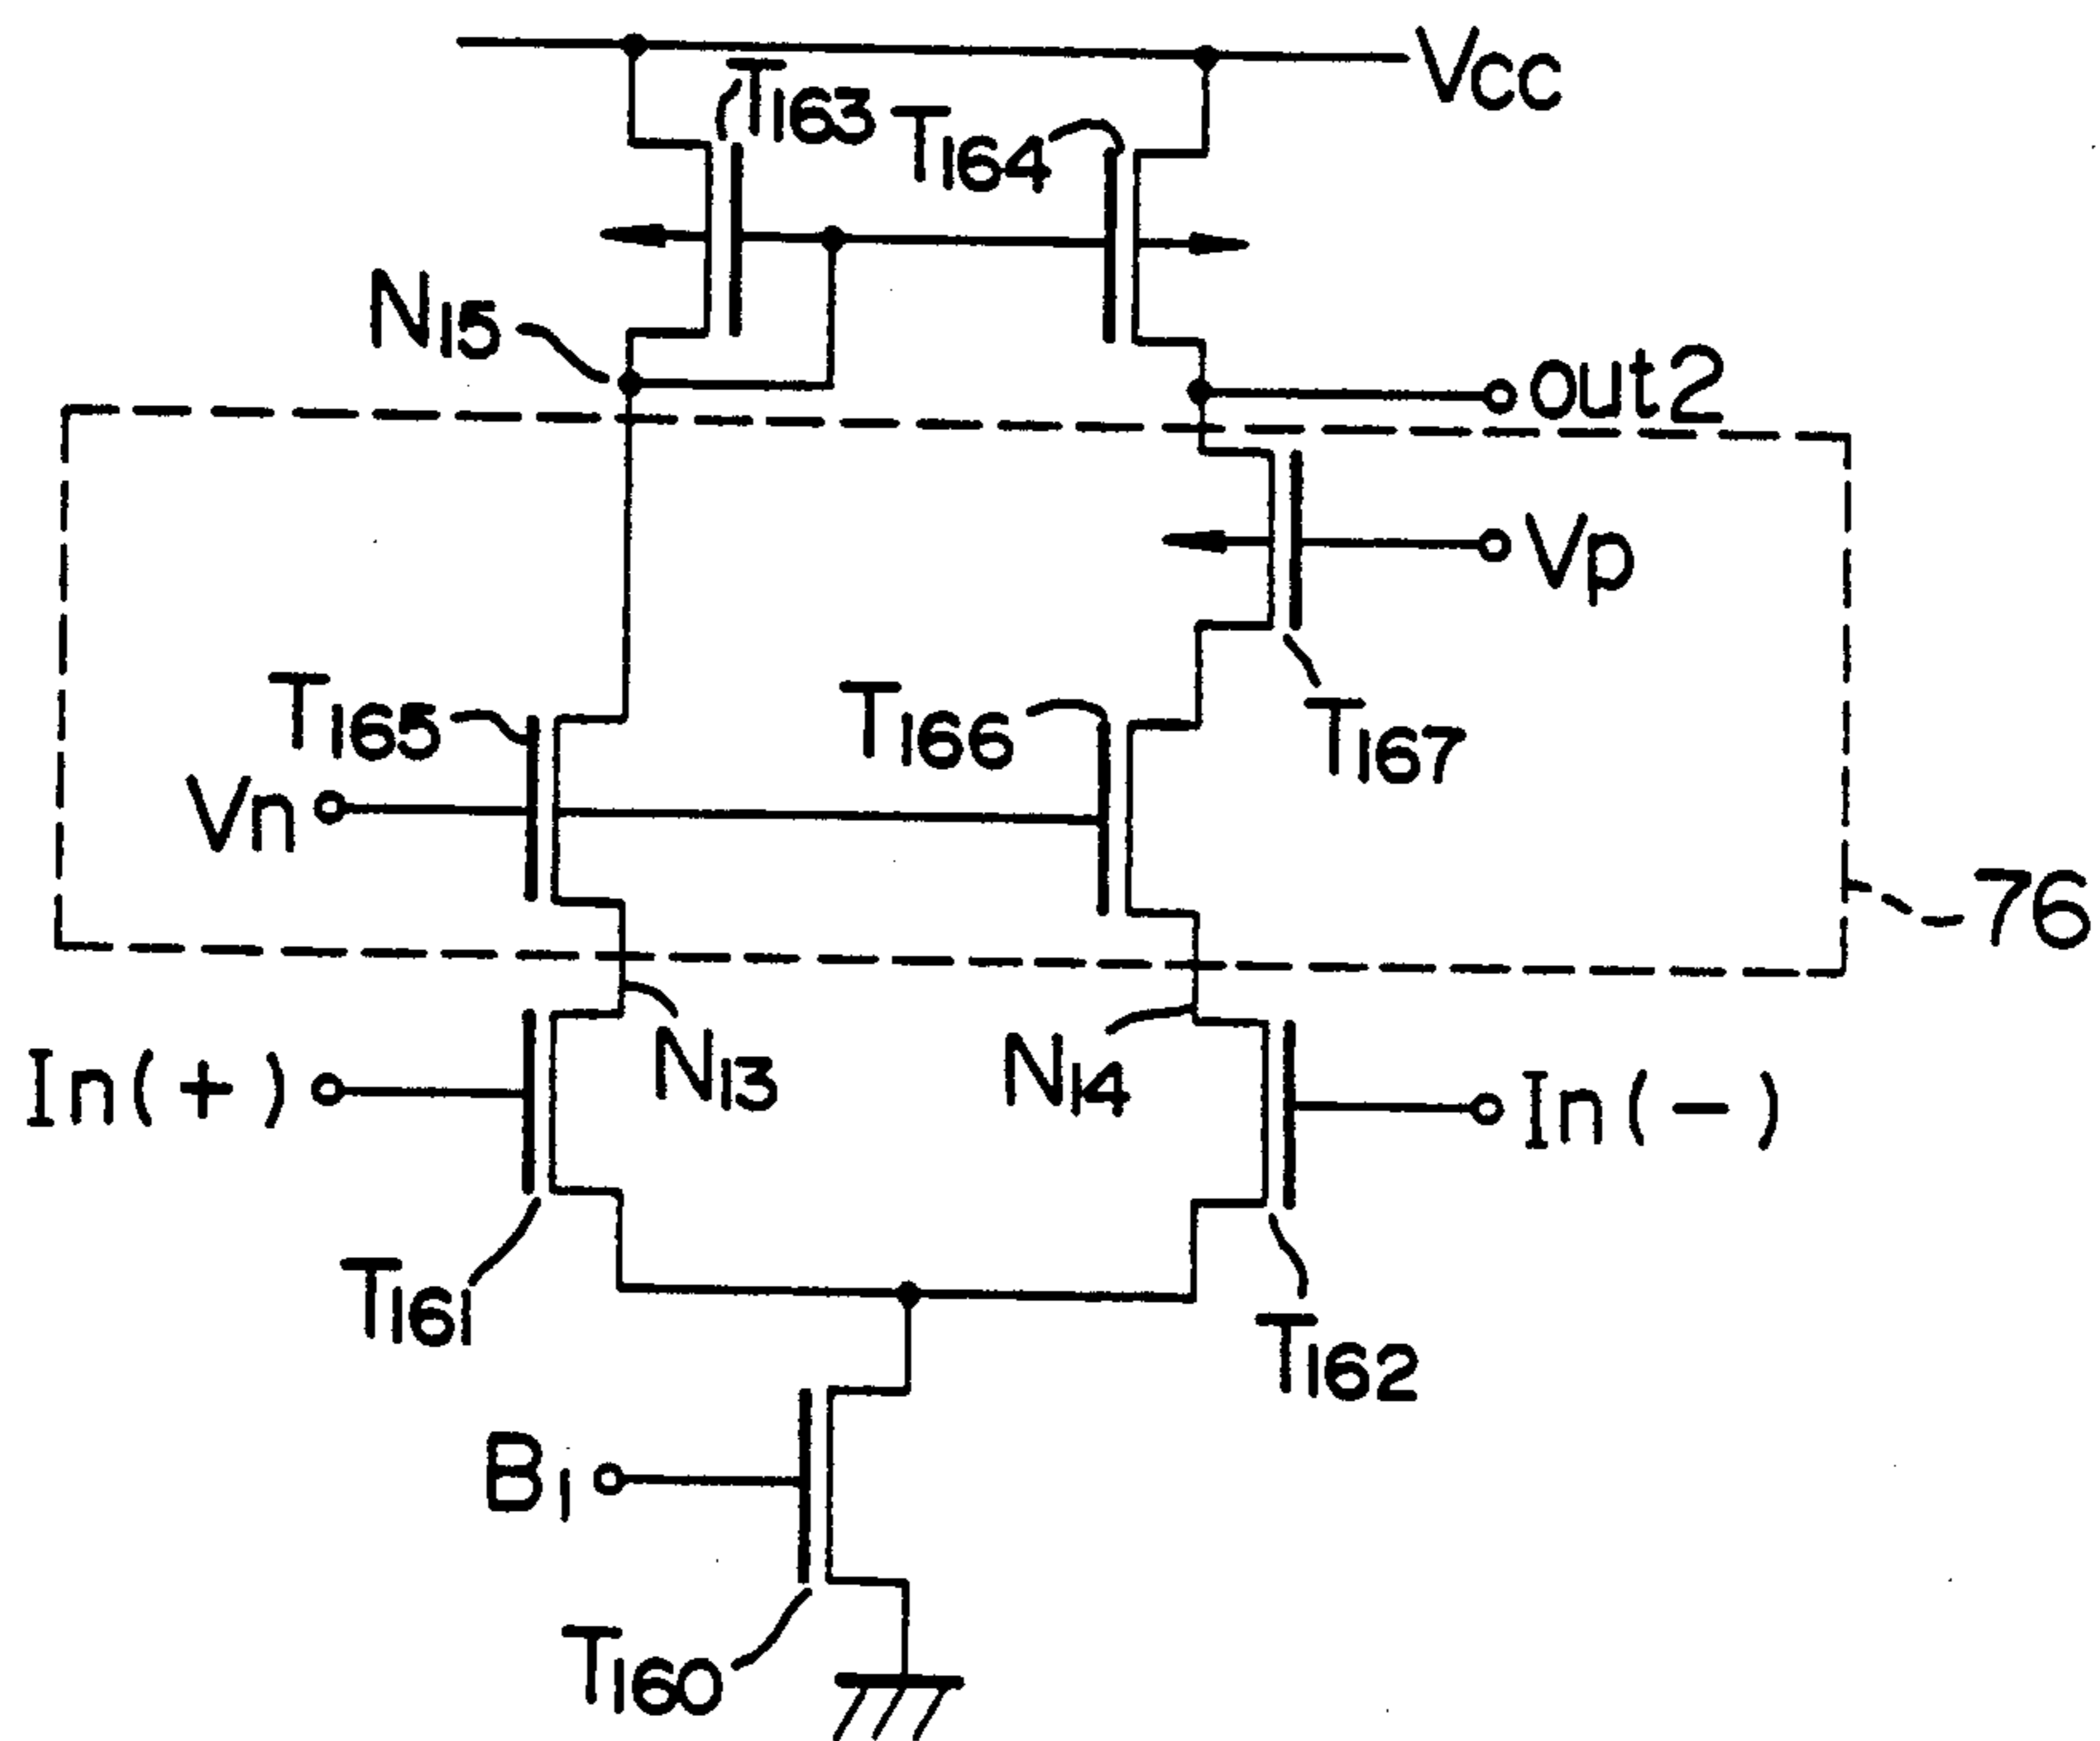 VCC
T163
T164
N15
out2
Vp
T165
T166
T167
Vn
76
In(+)
N13
N14
In(-)
T161
T162
B1
T160